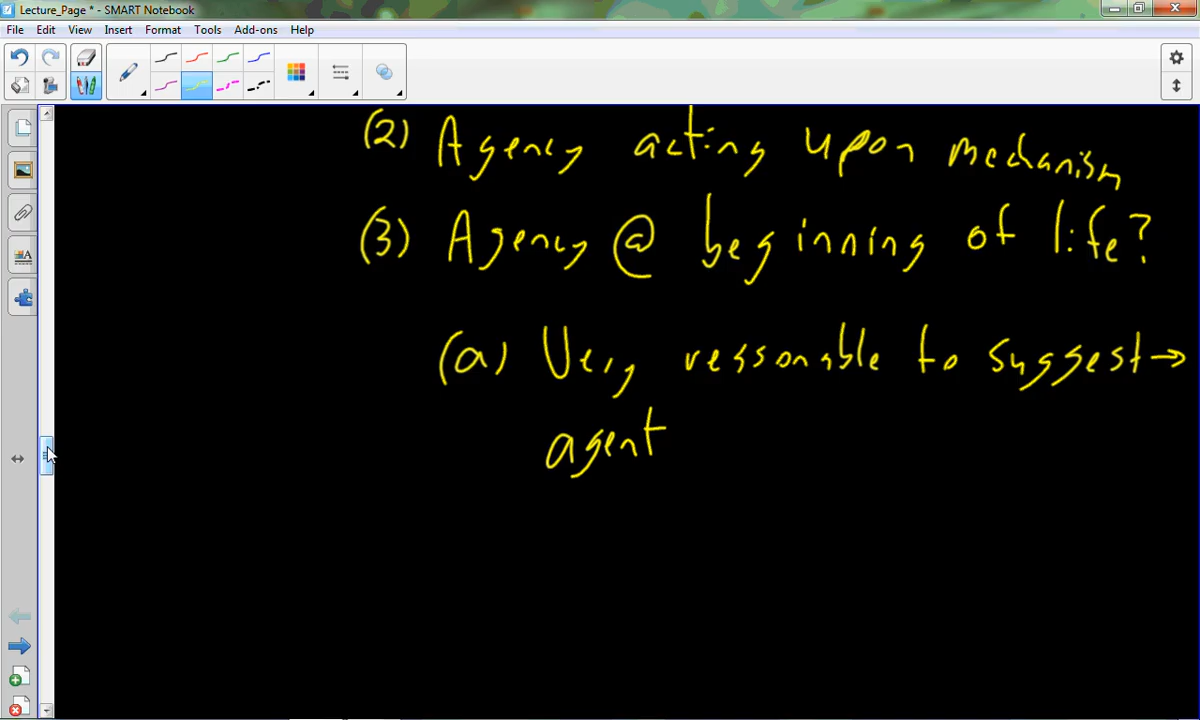 Lecture_Page * - SMART Notebook
File Edit View Insert Format Tools Add-ons Help
(2) Agency acting upon mechanism
(3) Agency @ beginning of life?
(a) Very ressonable to suggest →
agent